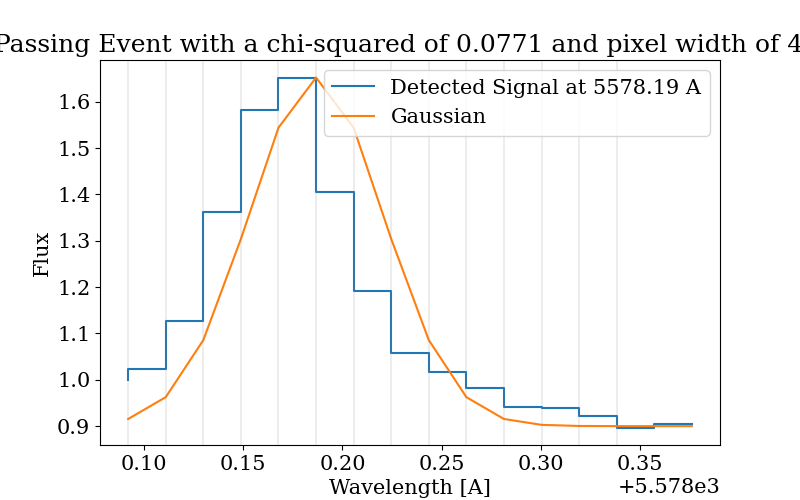 Passing Event with a chi-squared of 0.0771 and pixel width of 4
Detected Signal at 5578.19 A
Gaussian
Flux
1.6
1.5
1.4
1.3
1.2
1.1
1.0
0.9
0.10 0.15 0.20 0.25 0.30 0.35
Wavelength [A]
+5.578e3